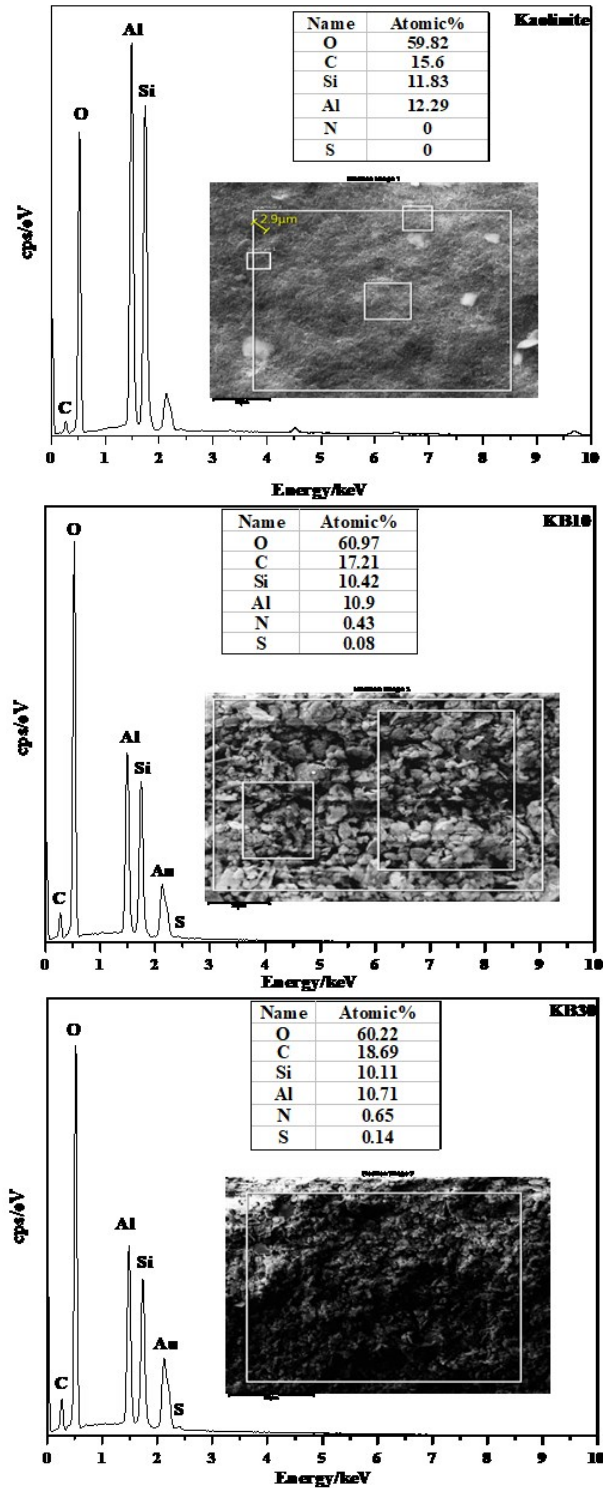 Kaolinite
Name Atomic%
O 59.82
C 15.6
Si 11.83
Al 12.29
N 0
S 0
Al
Si
O
C
2.9μm
cps/eV
0 1 2 3 4 5 6 7 8 9 10
Energy/keV
KB10
Name Atomic%
O 60.97
C 17.21
Si 10.42
Al 10.9
N 0.43
S 0.08
O
Al
Si
Au
C
S
cps/eV
0 1 2 3 4 5 6 7 8 9 10
Energy/keV
KB30
Name Atomic%
O 60.22
C 18.69
Si 10.11
Al 10.71
N 0.65
S 0.14
O
Al
Si
Au
C
S
cps/eV
0 1 2 3 4 5 6 7 8 9 10
Energy/keV